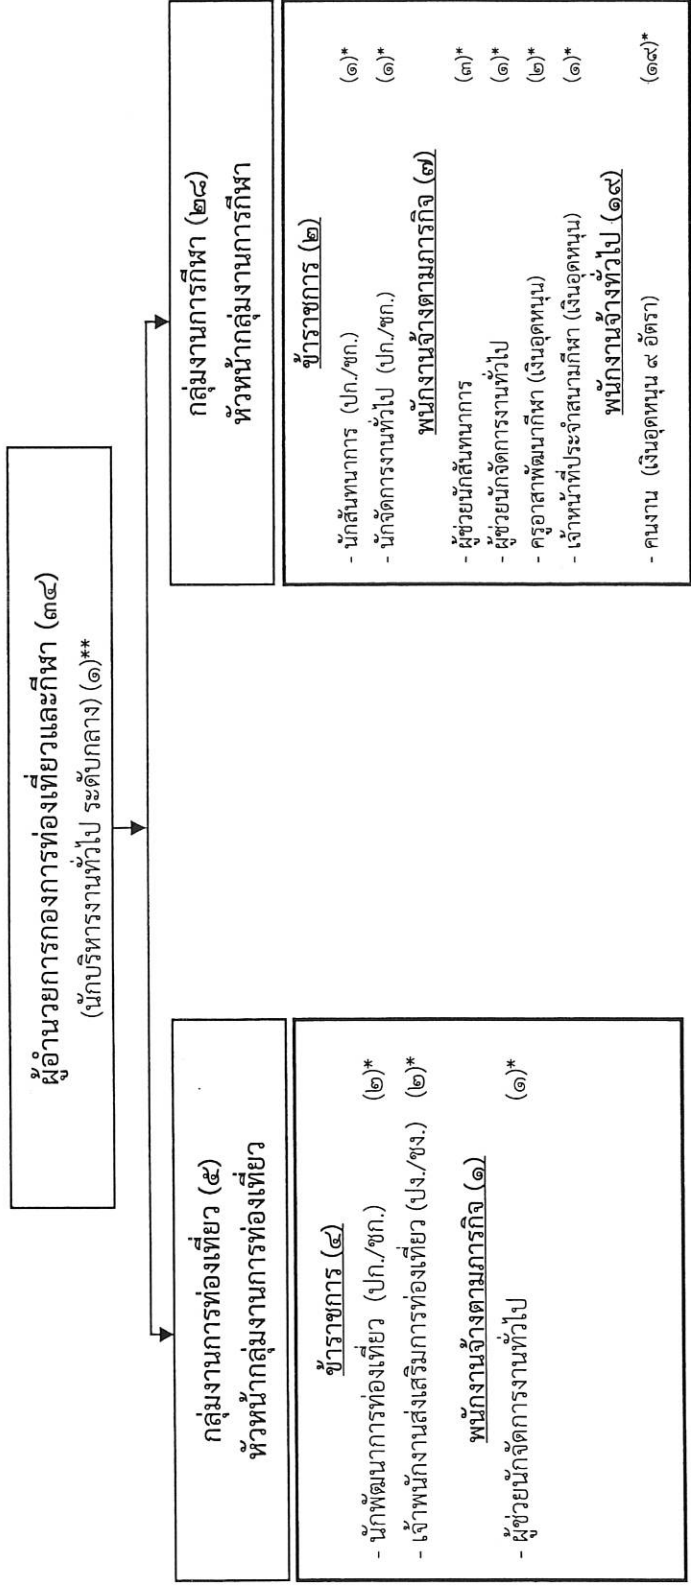 ผู้อำนวยการกองการท่องเที่ยวและกีฬา (๓๔)
(นักบริหารงานทั่วไป ระดับกลาง) (๑)**
กลุ่มงานการท่องเที่ยว (๕)
หัวหน้ากลุ่มงานการท่องเที่ยว
ข้าราชการ (๔)
- นักพัฒนาการท่องเที่ยว (ปก./ชก.) (๒)*
- เจ้าพนักงานส่งเสริมการท่องเที่ยว (ปง./ชง.) (๒)*
พนักงานจ้างตามภารกิจ (๑)
- ผู้ช่วยนักจัดการงานทั่วไป (๑)*
กลุ่มงานการกีฬา (๒๘)
หัวหน้ากลุ่มงานการกีฬา
ข้าราชการ (๒)
- นักสันทนาการ (ปก./ชก.) (๑)*
- นักจัดการงานทั่วไป (ปก./ชก.) (๑)*
พนักงานจ้างตามภารกิจ (๗)
- ผู้ช่วยนักสันทนาการ (๓)*
- ผู้ช่วยนักจัดการงานทั่วไป (๑)*
- ครูอาสาพัฒนากีฬา (เงินอุดหนุน) (๒)*
- เจ้าหน้าที่ประจำสนามกีฬา (เงินอุดหนุน) (๑)*
พนักงานจ้างทั่วไป (๑๙)
- คนงาน (เงินอุดหนุน ๙ อัตรา) (๑๙)*